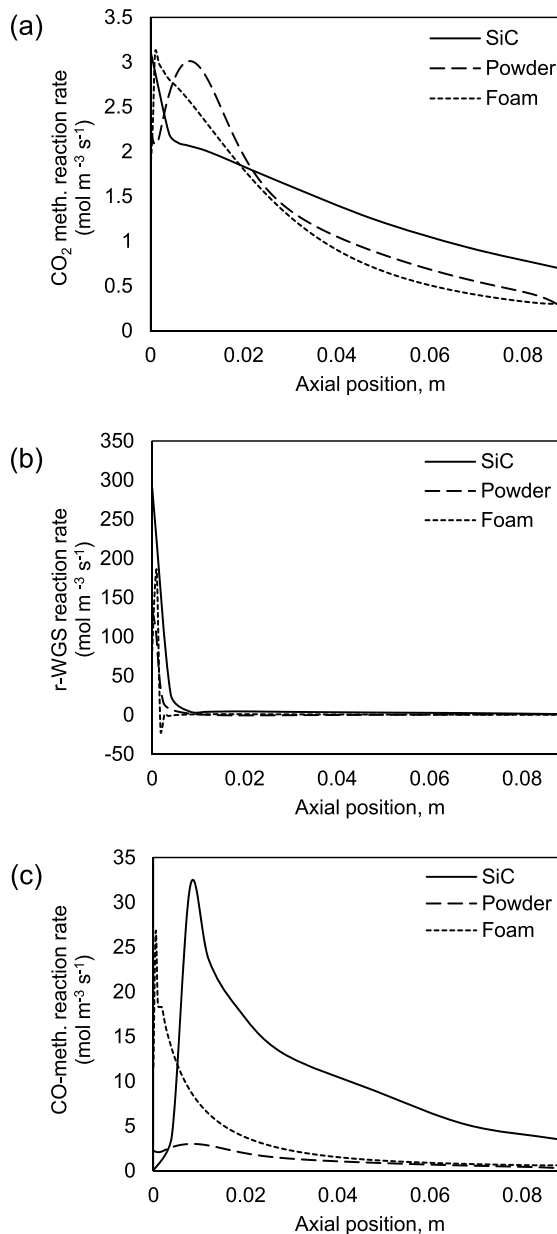 (a)
CO₂ meth. reaction rate
(mol m ⁻³ s⁻¹)
3.5
3
2.5
2
1.5
1
0.5
0
SiC
Powder
Foam
0
0.02
0.04
0.06
0.08
Axial position, m
(b)
r-WGS reaction rate
(mol m ⁻³ s⁻¹)
350
300
250
200
150
100
50
0
-50
SiC
Powder
Foam
0
0.02
0.04
0.06
0.08
Axial position, m
(c)
CO-meth. reaction rate
(mol m⁻³ s⁻¹)
35
30
25
20
15
10
5
0
SiC
Powder
Foam
0
0.02
0.04
0.06
0.08
Axial position, m